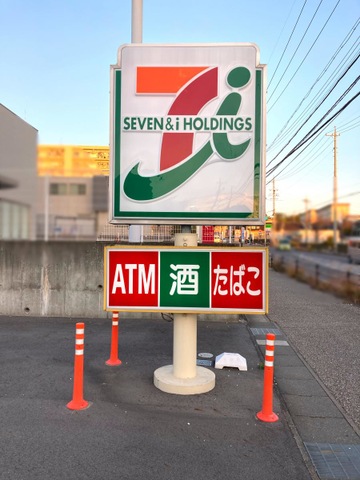 SEVEN & i HOLDINGS
ATM 酒 たばこ